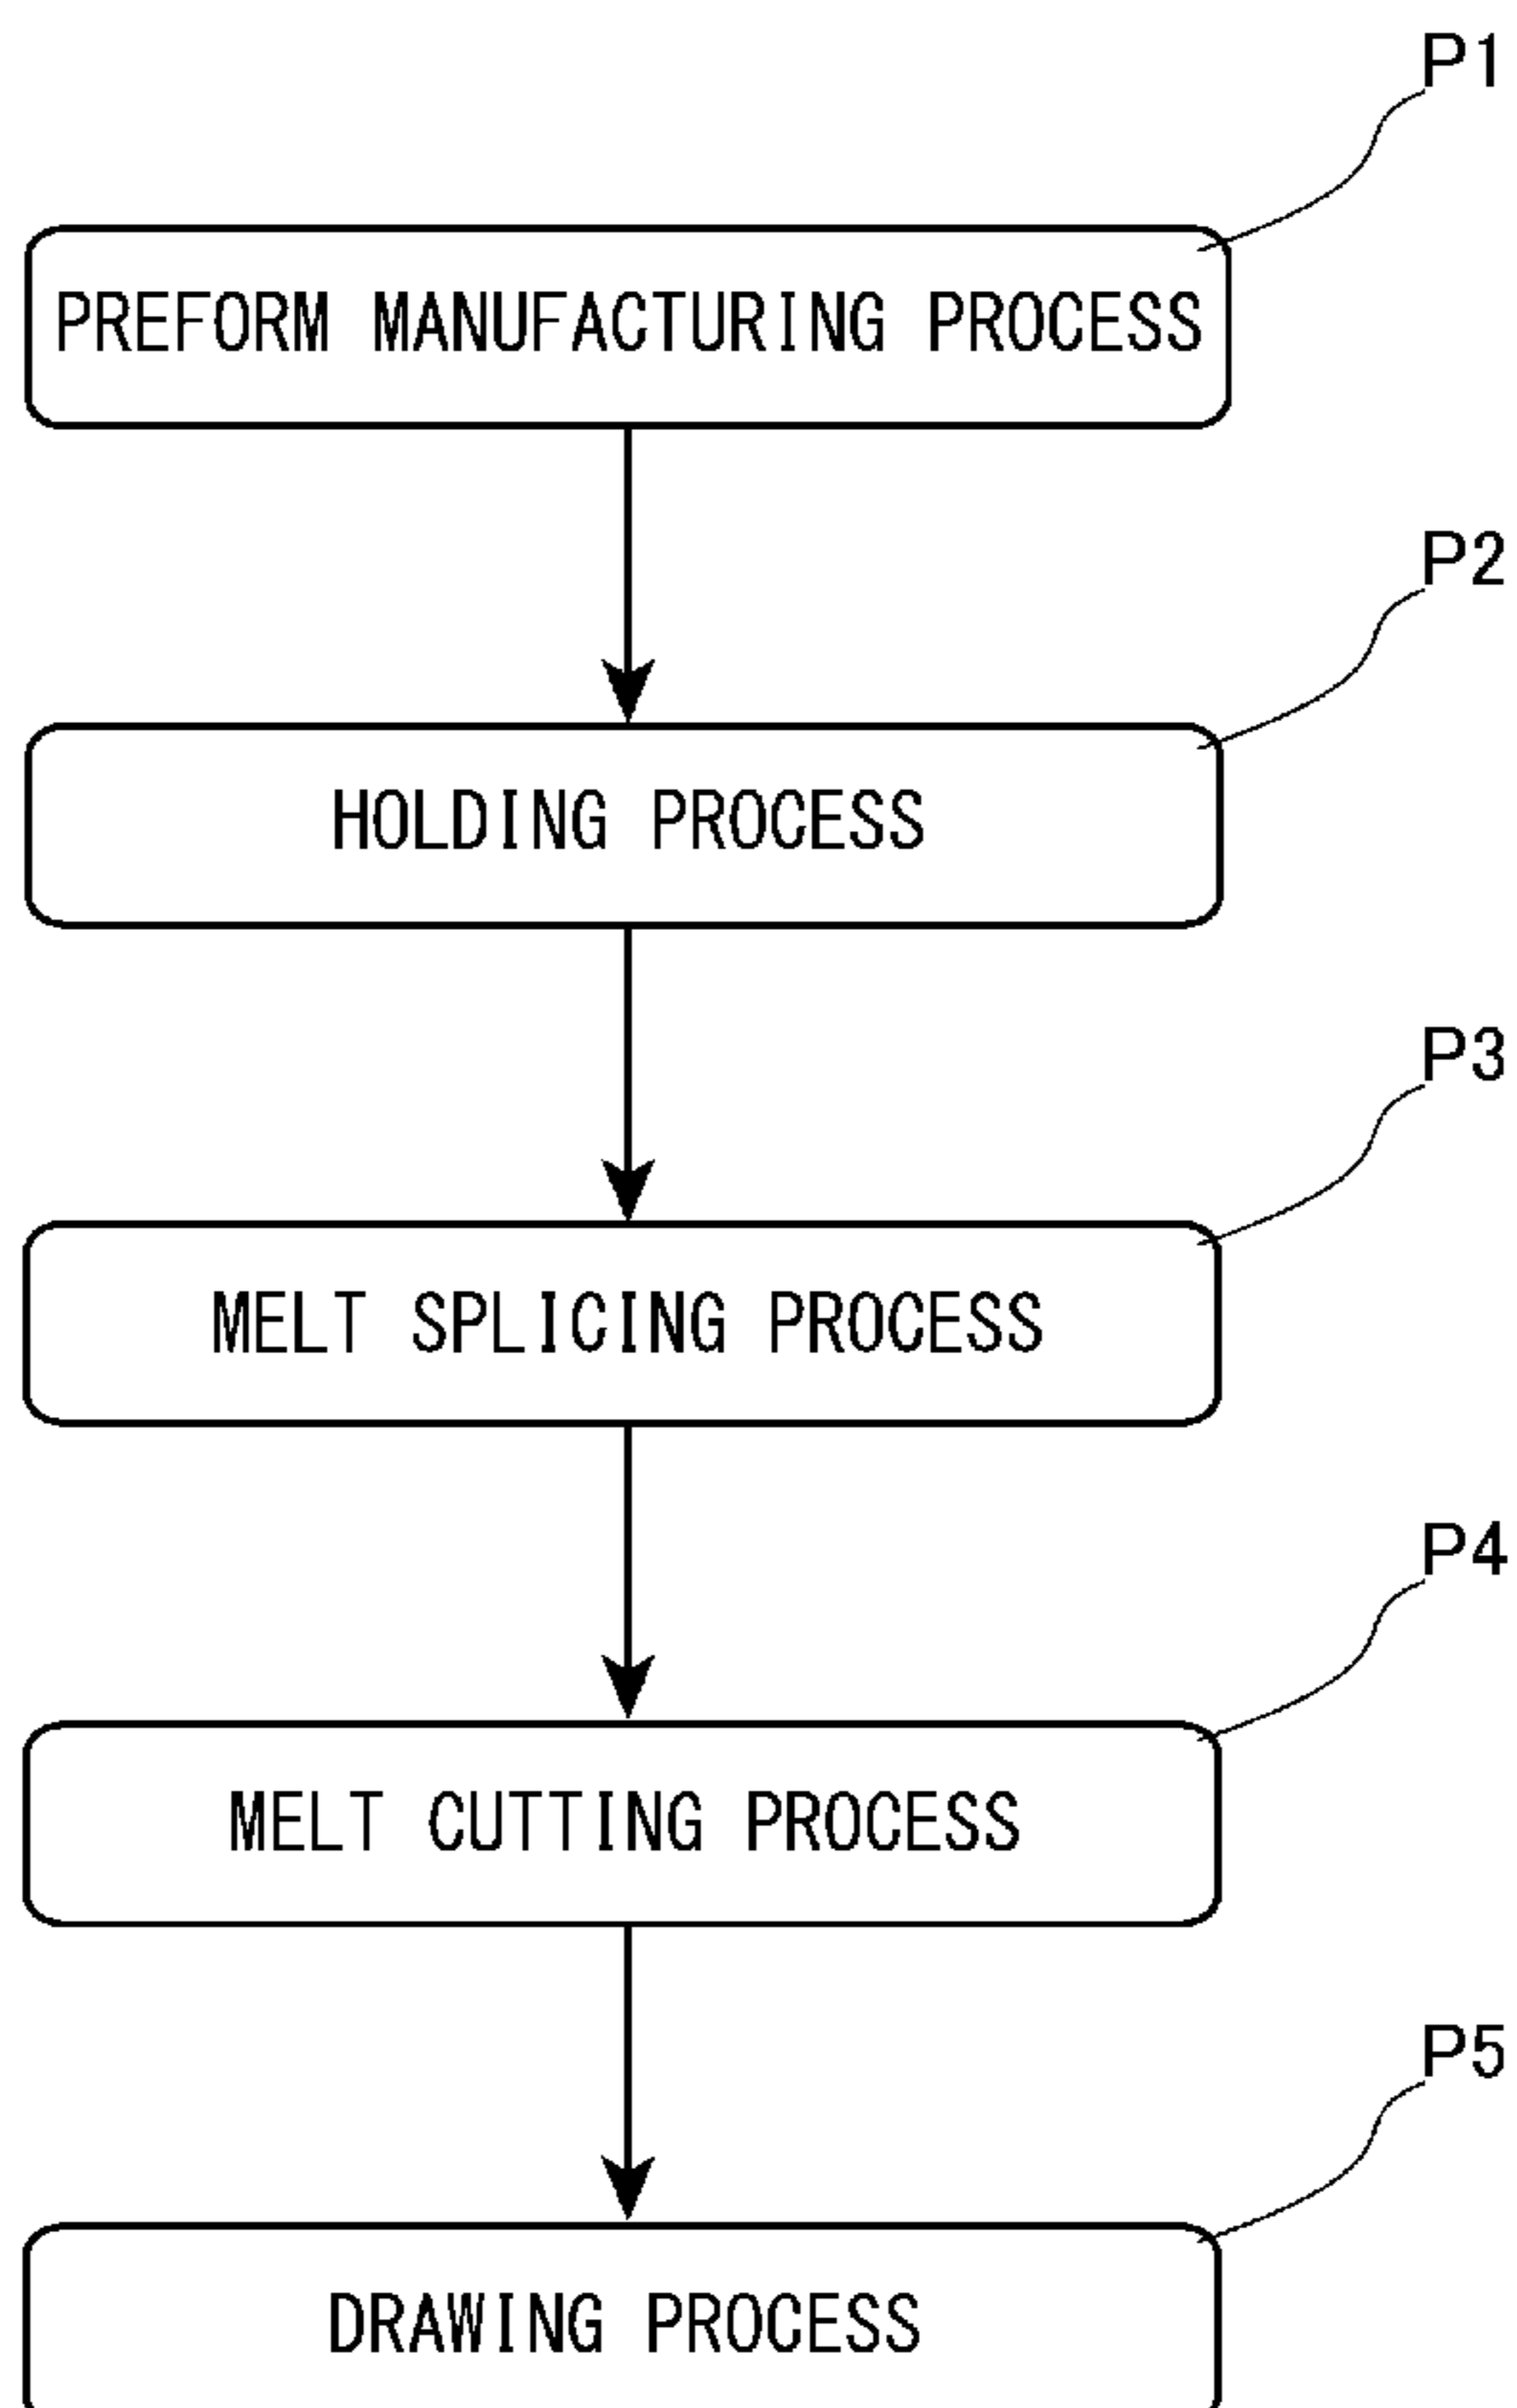 P1
PREFORM MANUFACTURING PROCESS
P2
HOLDING PROCESS
P3
MELT SPLICING PROCESS
P4
MELT CUTTING PROCESS
P5
DRAWING PROCESS